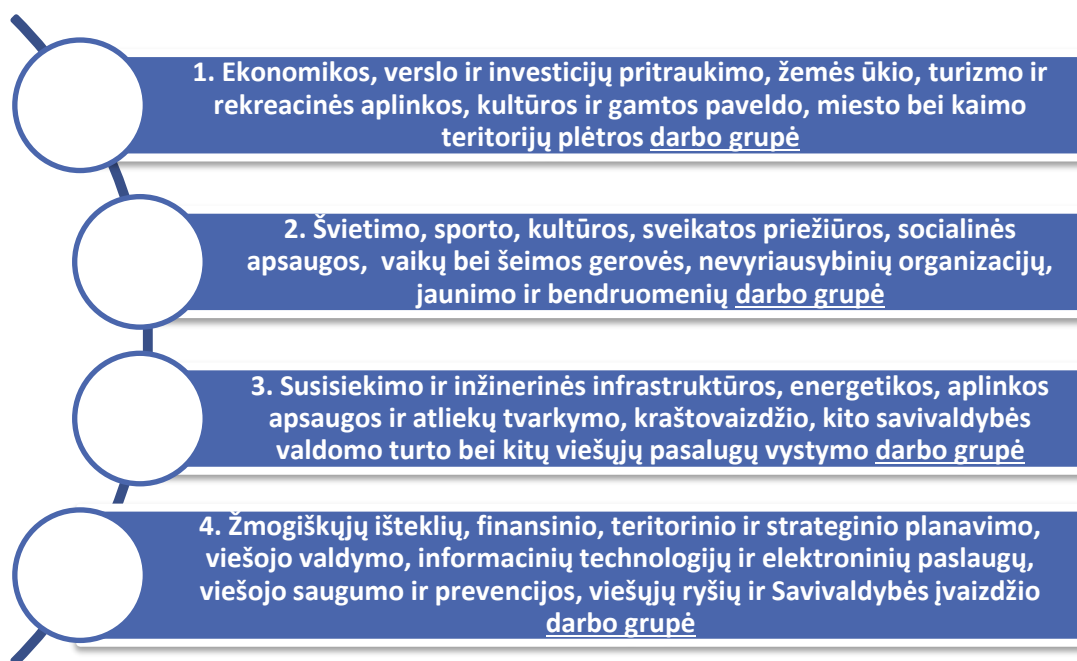 1. Ekonomikos, verslo ir investicijų pritraukimo, žemės ūkio, turizmo ir
rekreacinės aplinkos, kultūros ir gamtos paveldo, miesto bei kaimo
teritorijų plėtros darbo grupė
2. Švietimo, sporto, kultūros, sveikatos priežiūros, socialinės
apsaugos, vaikų bei šeimos gerovės, nevyriausybinių organizacijų,
jaunimo ir bendruomenių darbo grupė
3. Susisiekimo ir inžinerinės infrastruktūros, energetikos, aplinkos
apsaugos ir atliekų tvarkymo, kraštovaizdžio, kito savivaldybės
valdomo turto bei kitų viešųjų pasalugų vystymo darbo grupė
4. Žmogiškųjų išteklių, finansinio, teritorinio ir strateginio planavimo,
viešojo valdymo, informacinių technologijų ir elektroninių paslaugų,
viešojo saugumo ir prevencijos, viešųjų ryšių ir Savivaldybės įvaizdžio
darbo grupė